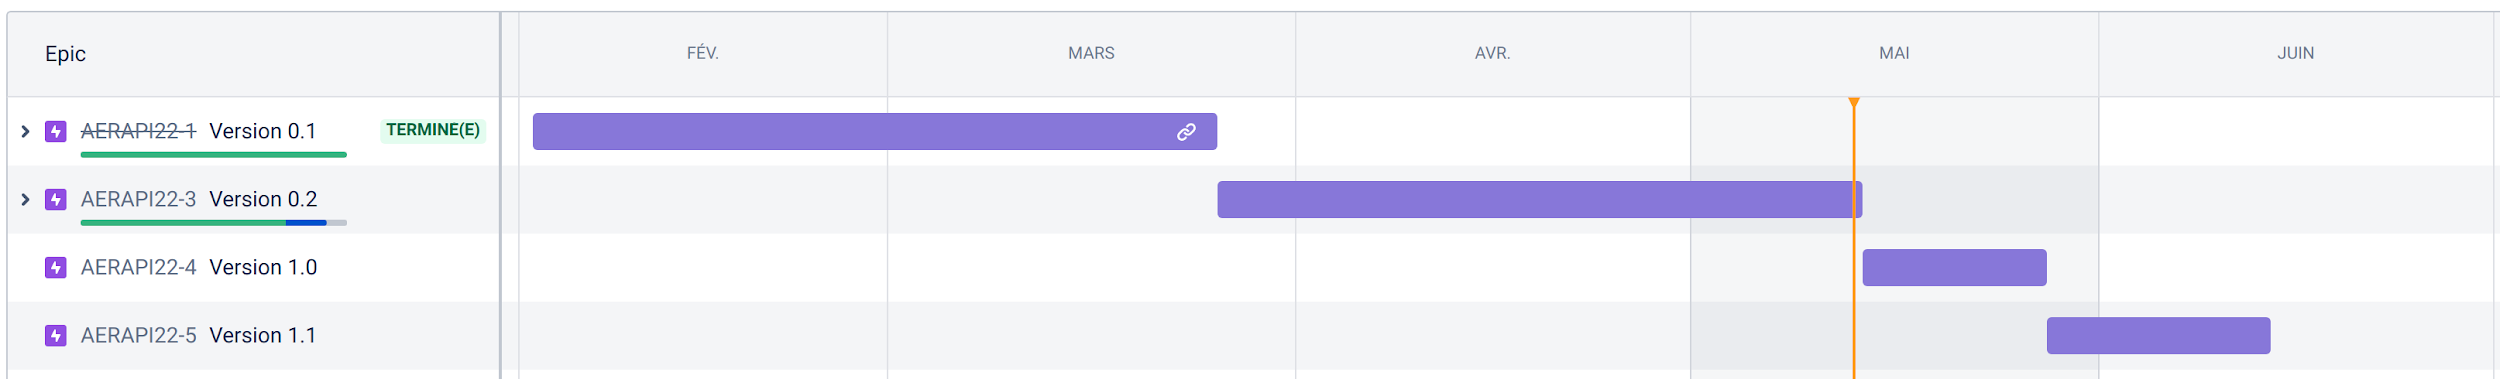 Epic FÉV. MARS AVR. MAI JUIN
AERAPI22-1 Version 0.1 TERMINE(E)
AERAPI22-3 Version 0.2
AERAPI22-4 Version 1.0
AERAPI22-5 Version 1.1